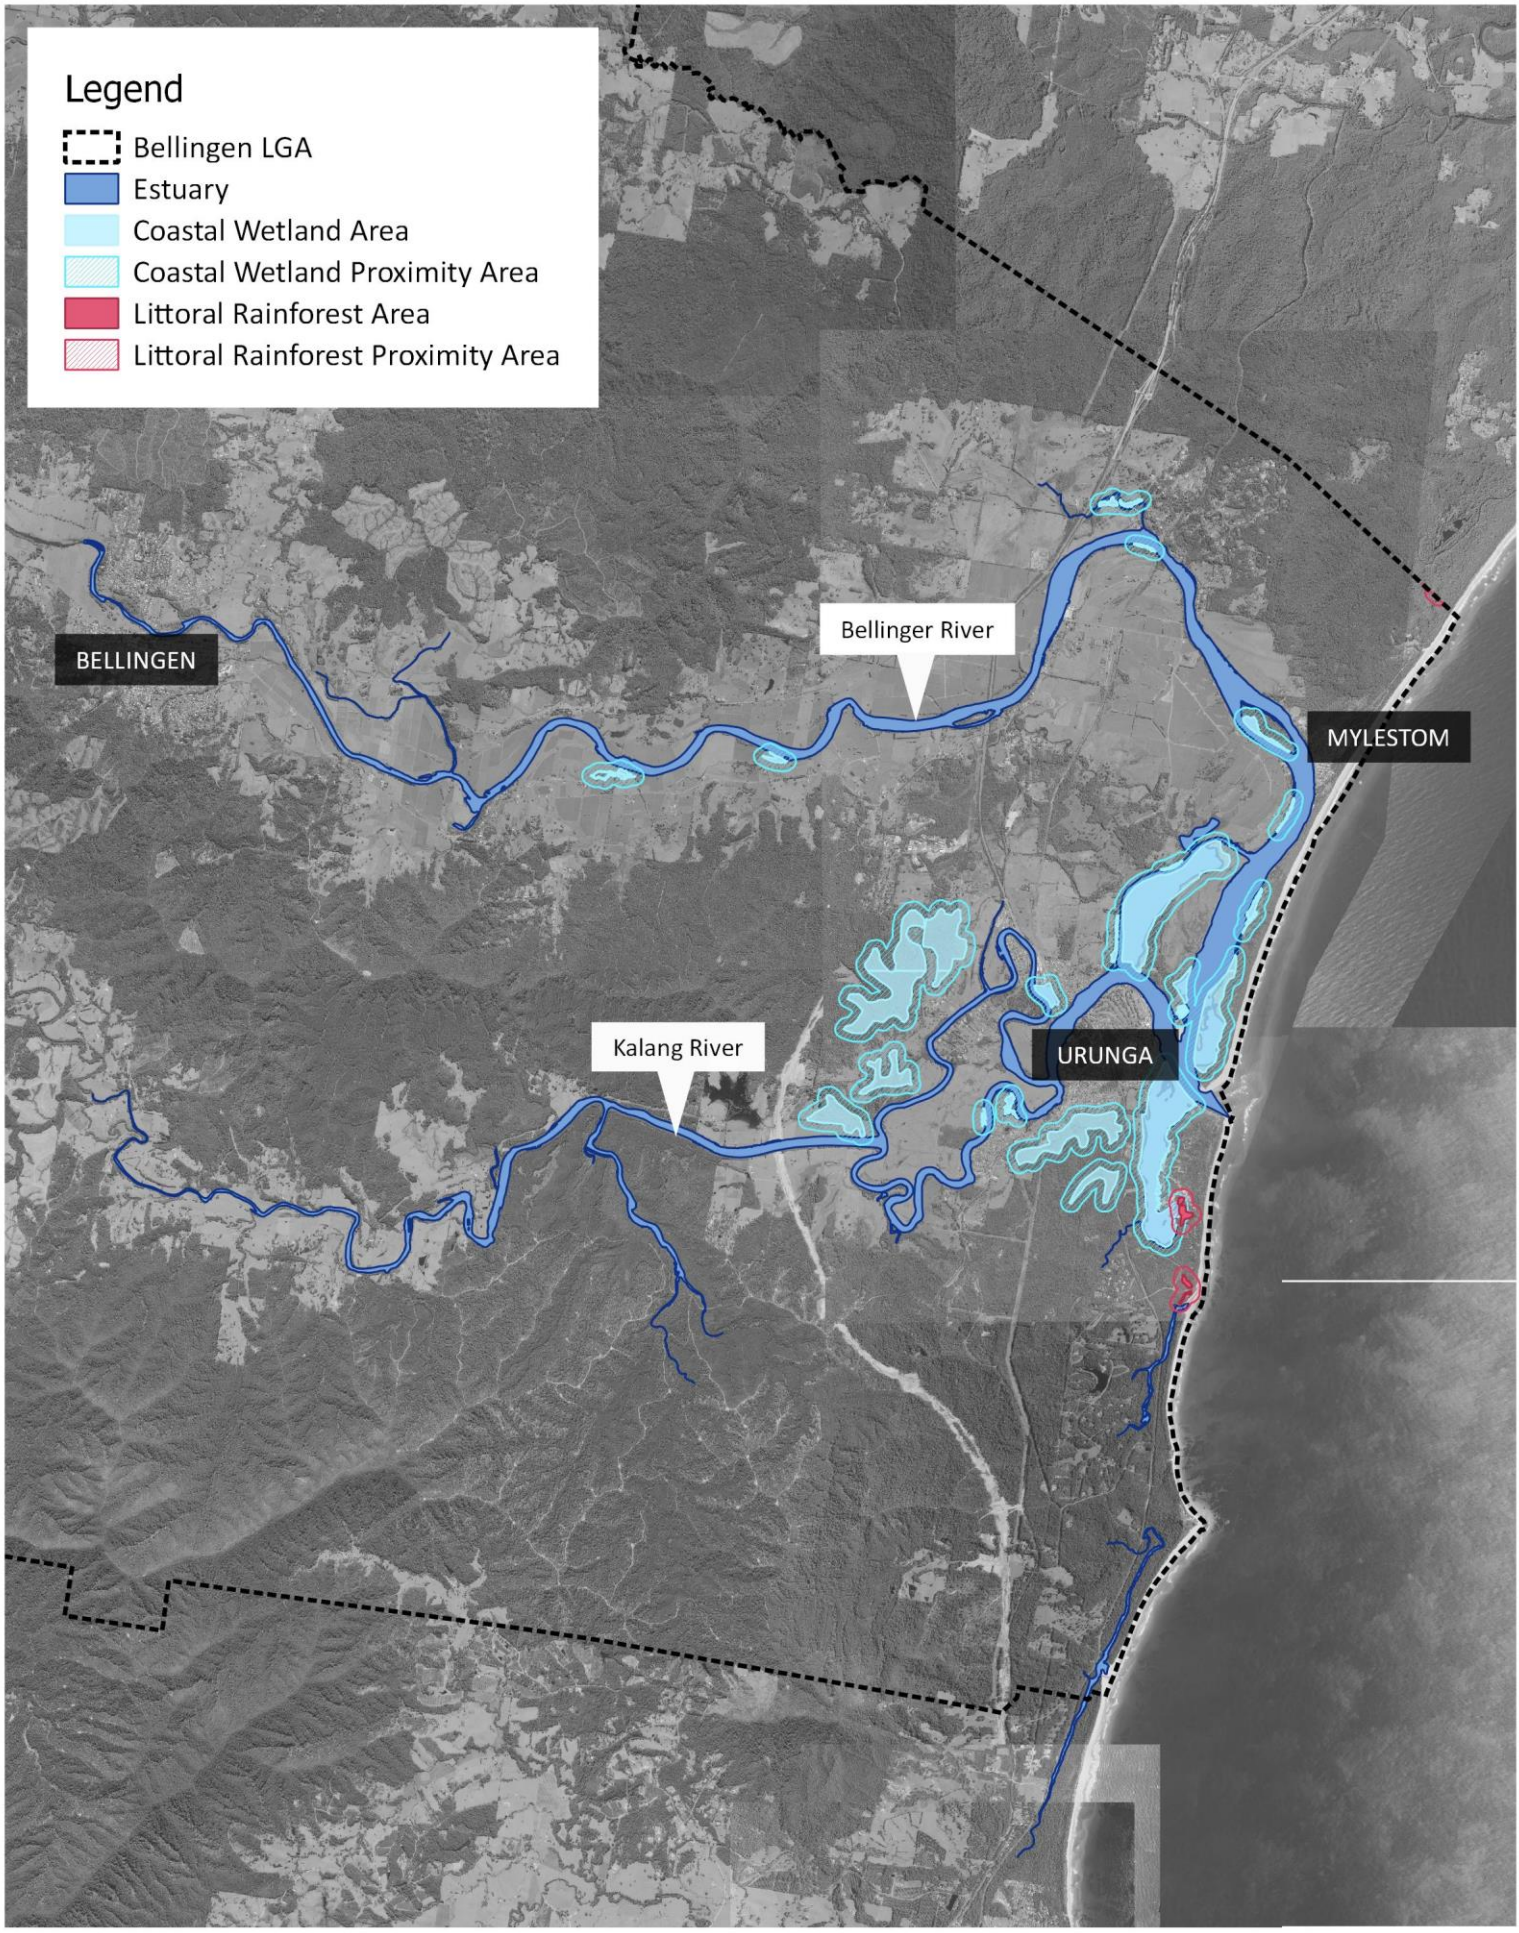 Legend
Bellingen LGA
Estuary
Coastal Wetland Area
Coastal Wetland Proximity Area
Littoral Rainforest Area
Littoral Rainforest Proximity Area
Bellinger River
BELLINGEN
MYLESTOM
Kalang River
URUNGA